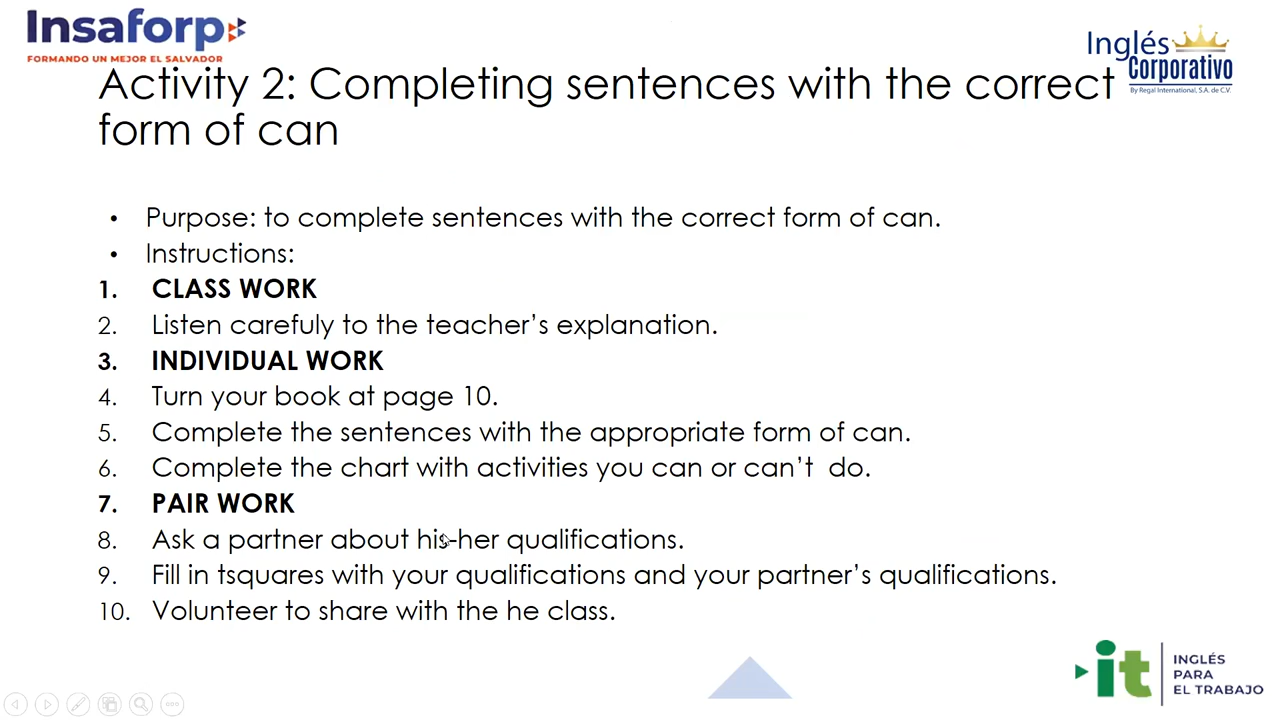 Insaforp
FORMANDO UN MEJOR EL SALVADOR
Inglés
Corporativo
By Regal International, S.A. de C.V.
Activity 2: Completing sentences with the correct
form of can
• Purpose: to complete sentences with the correct form of can.
• Instructions:
1. CLASS WORK
2. Listen carefuly to the teacher’s explanation.
3. INDIVIDUAL WORK
4. Turn your book at page 10.
5. Complete the sentences with the appropriate form of can.
6. Complete the chart with activities you can or can’t do.
7. PAIR WORK
8. Ask a partner about his-her qualifications.
9. Fill in tsquares with your qualifications and your partner’s qualifications.
10. Volunteer to share with the he class.
it
INGLÉS
PARA
EL TRABAJO